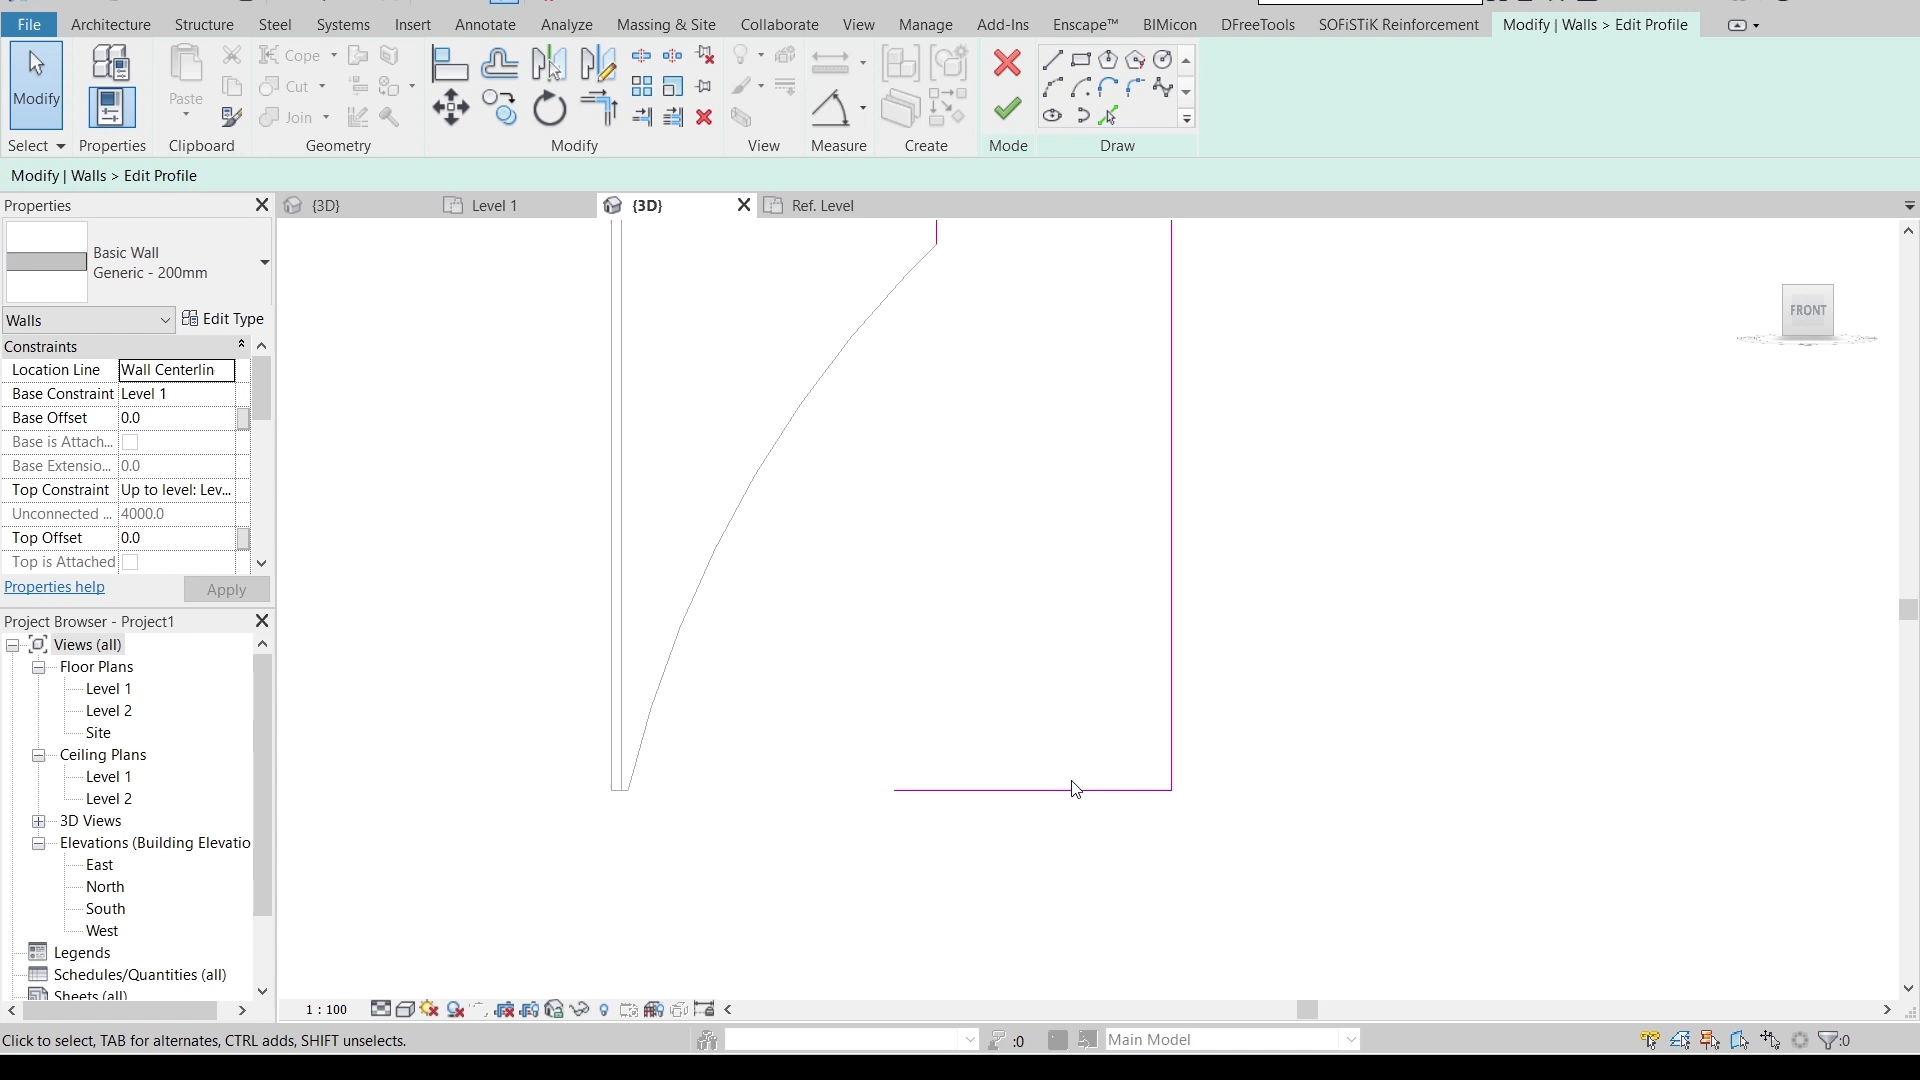 File Architecture Structure Steel Systems Insert Annotate Analyze Massing & Site Collaborate View Manage Add-Ins Enscape™ BIMicon DFreeTools SOFiSTiK Reinforcement Modify | Walls > Edit Profile
Modify
Paste
Cope
Cut
Join
Select Properties Clipboard Geometry Modify View Measure Create Mode Draw
Modify | Walls > Edit Profile
Properties
{3D}
Level 1
{3D}
Ref. Level
Basic Wall
Generic - 200mm
Walls
Edit Type
Constraints
Location Line Wall Centerlin
Base Constraint Level 1
Base Offset 0.0
Base is Attach...
Base Extensio... 0.0
Top Constraint Up to level: Lev...
Unconnected ... 4000.0
Top Offset 0.0
Top is Attached
Properties help
Apply
FRONT
Project Browser - Project1
Views (all)
Floor Plans
Level 1
Level 2
Site
Ceiling Plans
Level 1
Level 2
3D Views
Elevations (Building Elevatio
East
North
South
West
Legends
Schedules/Quantities (all)
Sheets (all)
1 : 100
Click to select, TAB for alternates, CTRL adds, SHIFT unselects.
:0
Main Model
:0